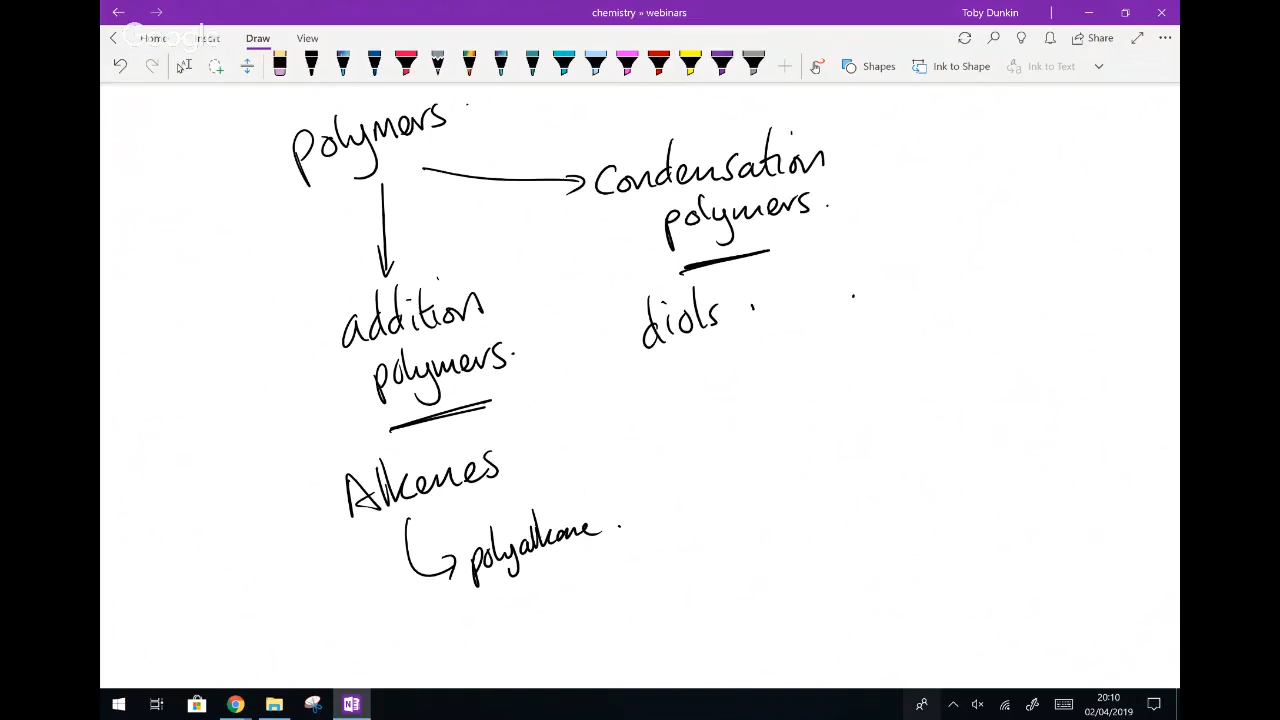 chemistry » webinars
Toby Dunkin
Google
Home Insert Draw View
Share
Shapes Ink to Shape Ink to Text
polymers.
Condensation
polymers.
addition
polymers.
diols .
Alkenes
polyalkane.
20:10
02/04/2019